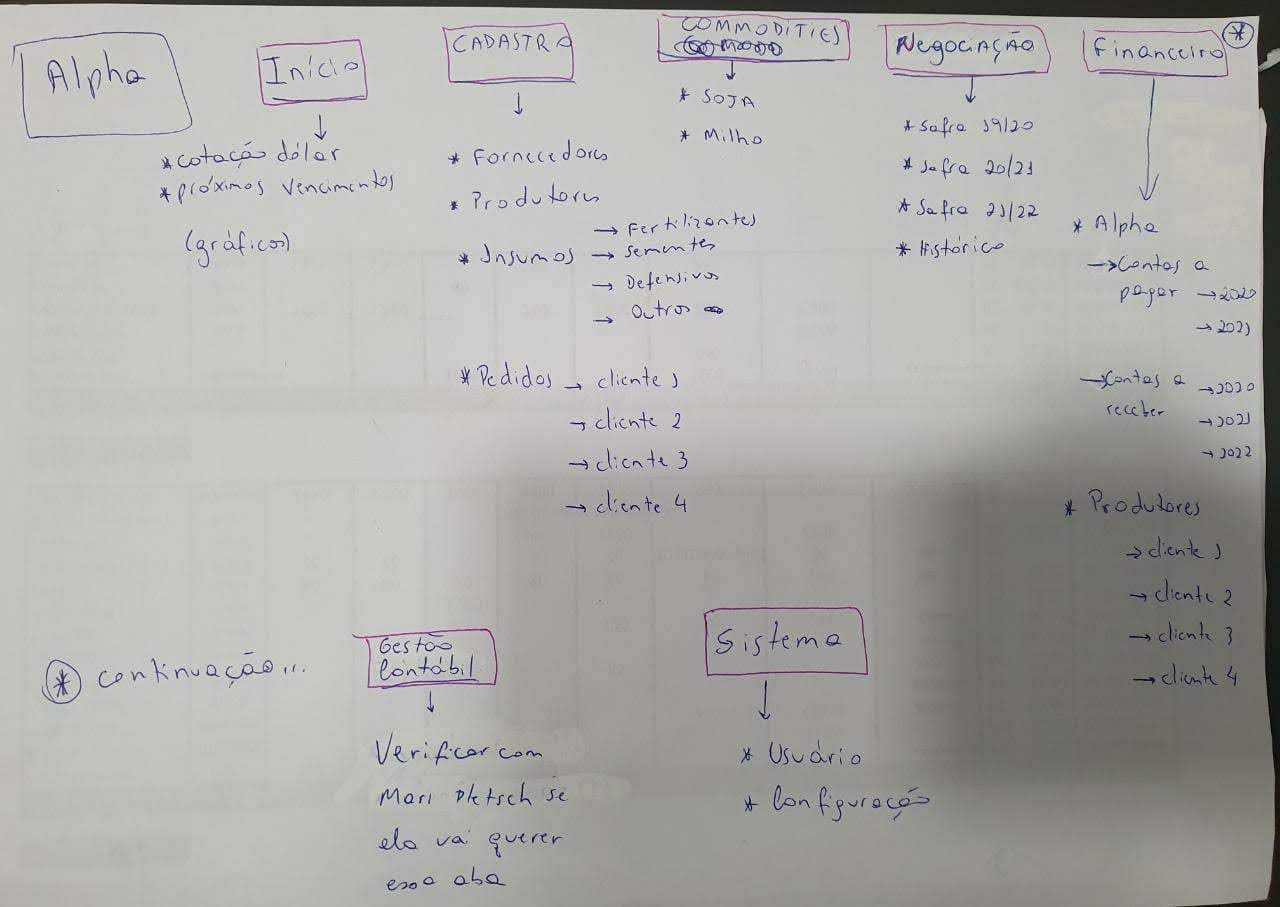 Alpha
Início
* cotação dólar
* próximos vencimentos
(gráficos)
CADASTRO
* Fornecedores
* Produtores
* Insumos → Fertilizantes
→ Sementes
→ Defensivos
→ Outros
* Pedidos → cliente 1
→ cliente 2
→ cliente 3
→ cliente 4
COMMODITIES
* SOJA
* Milho
Negociação
* Safra 19/20
* Safra 20/21
* Safra 21/22
* Histórico
Financeiro *
* Alpha
→ Contas a
pagar → 2020
→ 2021
→ Contas a → 2020
receber → 2021
→ 2022
* Produtores
→ cliente 1
→ cliente 2
→ cliente 3
→ cliente 4
* continuação...
Gestão
Contábil
Verificar com
Mari se
ela vai querer
essa aba
Sistema
* Usuário
* Configuração